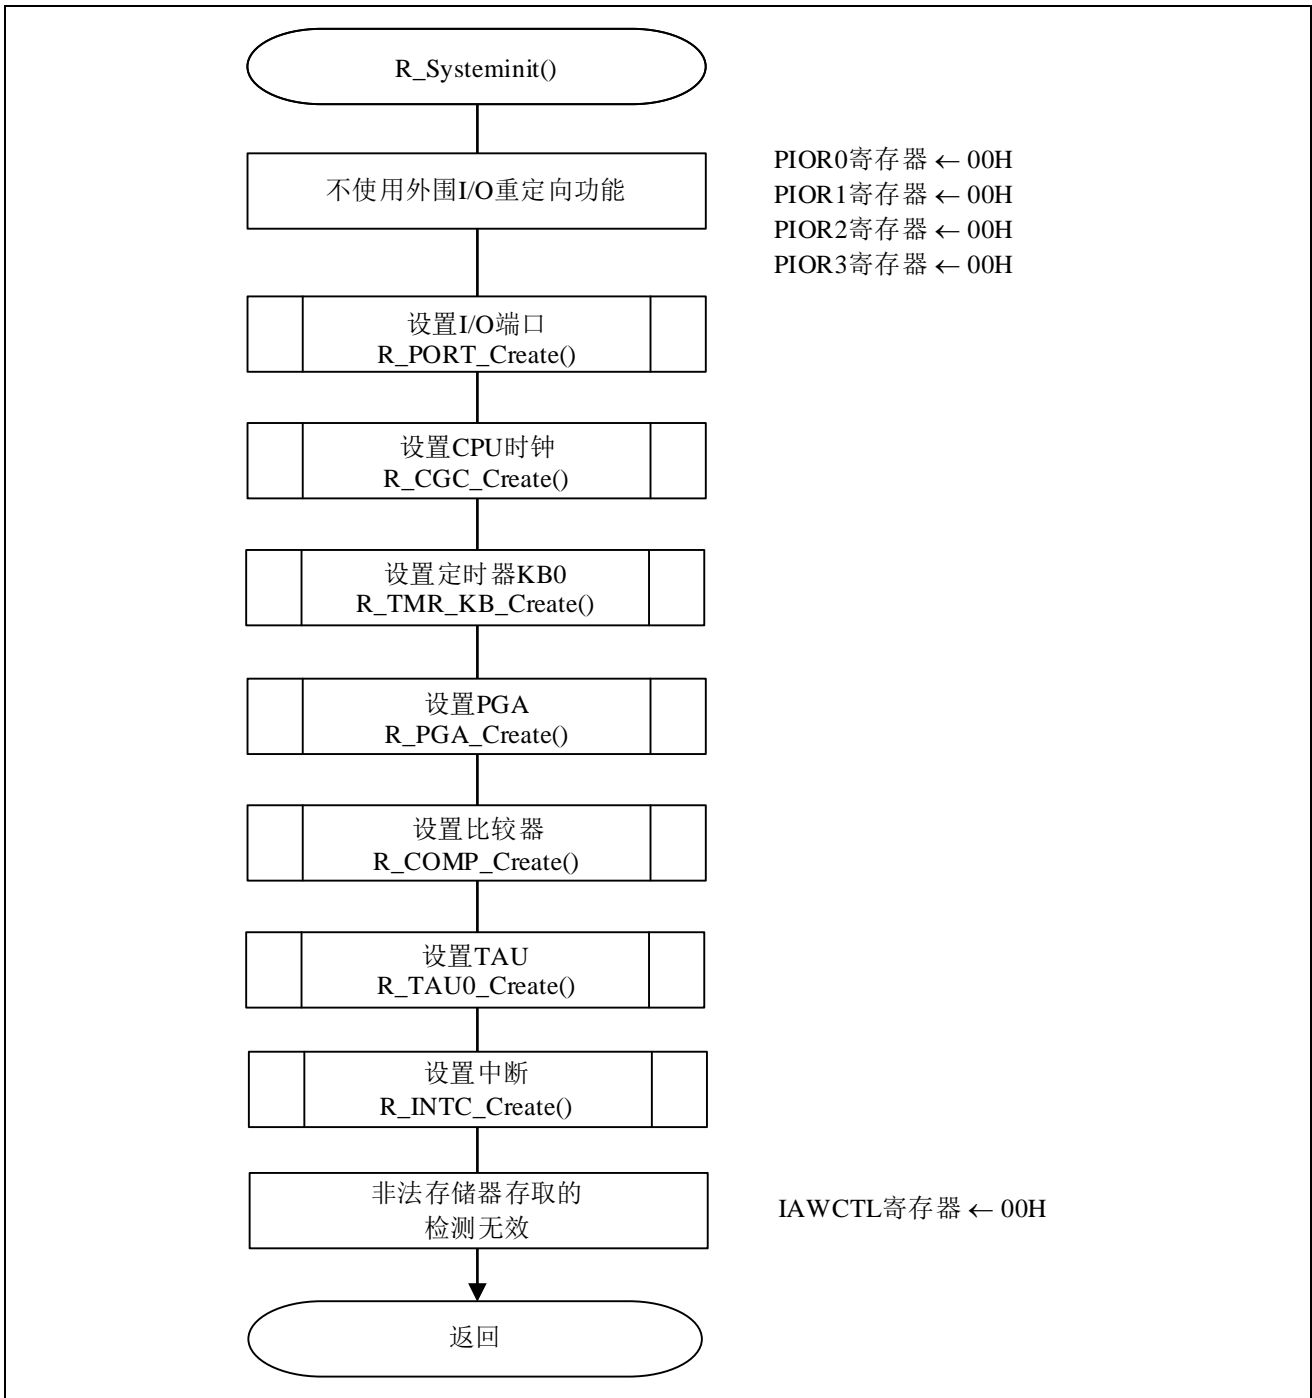 R_Systeminit()
不使用外围I/O重定向功能
PIOR0寄存器 ← 00H
PIOR1寄存器 ← 00H
PIOR2寄存器 ← 00H
PIOR3寄存器 ← 00H
设置I/O端口
R_PORT_Create()
设置CPU时钟
R_CGC_Create()
设置定时器KB0
R_TMR_KB_Create()
设置PGA
R_PGA_Create()
设置比较器
R_COMP_Create()
设置TAU
R_TAU0_Create()
设置中断
R_INTC_Create()
非法存储器存取的
检测无效
IAWCTL寄存器 ← 00H
返回